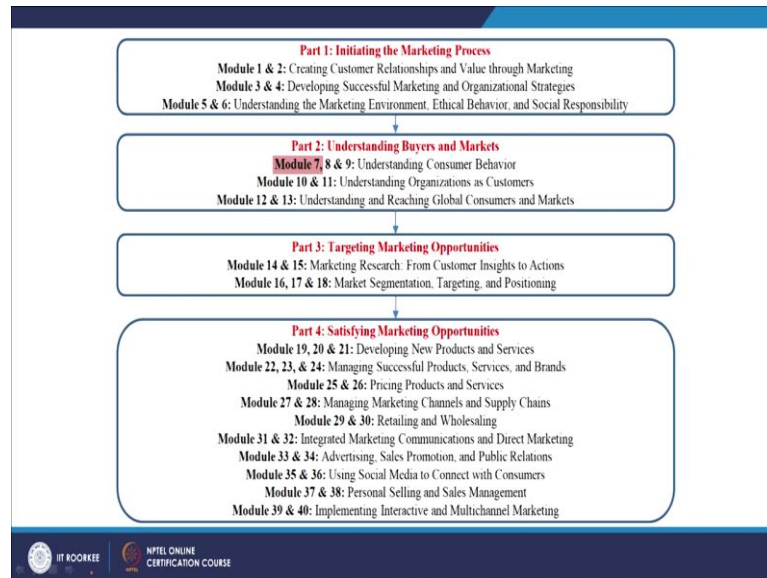 Part 1: Initiating the Marketing Process
Module 1 & 2: Creating Customer Relationships and Value through Marketing
Module 3 & 4: Developing Successful Marketing and Organizational Strategies
Module 5 & 6: Understanding the Marketing Environment, Ethical Behavior, and Social Responsibility
Part 2: Understanding Buyers and Markets
Module 7, 8 & 9: Understanding Consumer Behavior
Module 10 & 11: Understanding Organizations as Customers
Module 12 & 13: Understanding and Reaching Global Consumers and Markets
Part 3: Targeting Marketing Opportunities
Module 14 & 15: Marketing Research: From Customer Insights to Actions
Module 16, 17 & 18: Market Segmentation, Targeting, and Positioning
Part 4: Satisfying Marketing Opportunities
Module 19, 20 & 21: Developing New Products and Services
Module 22, 23, & 24: Managing Successful Products, Services, and Brands
Module 25 & 26: Pricing Products and Services
Module 27 & 28: Managing Marketing Channels and Supply Chains
Module 29 & 30: Retailing and Wholesaling
Module 31 & 32: Integrated Marketing Communications and Direct Marketing
Module 33 & 34: Advertising, Sales Promotion, and Public Relations
Module 35 & 36: Using Social Media to Connect with Consumers
Module 37 & 38: Personal Selling and Sales Management
Module 39 & 40: Implementing Interactive and Multichannel Marketing
IIT ROORKEE
NPTEL ONLINE
CERTIFICATION COURSE